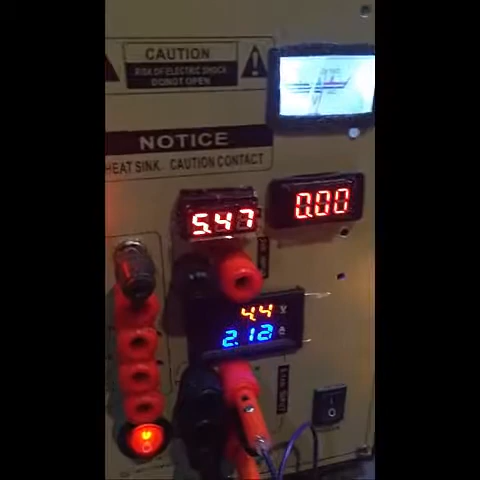 CAUTION
RISK OF ELECTRIC SHOCK
DO NOT OPEN
NOTICE
HEAT SINK. CAUTION CONTACT
5.47
0.00
4.4 V
2.12 A